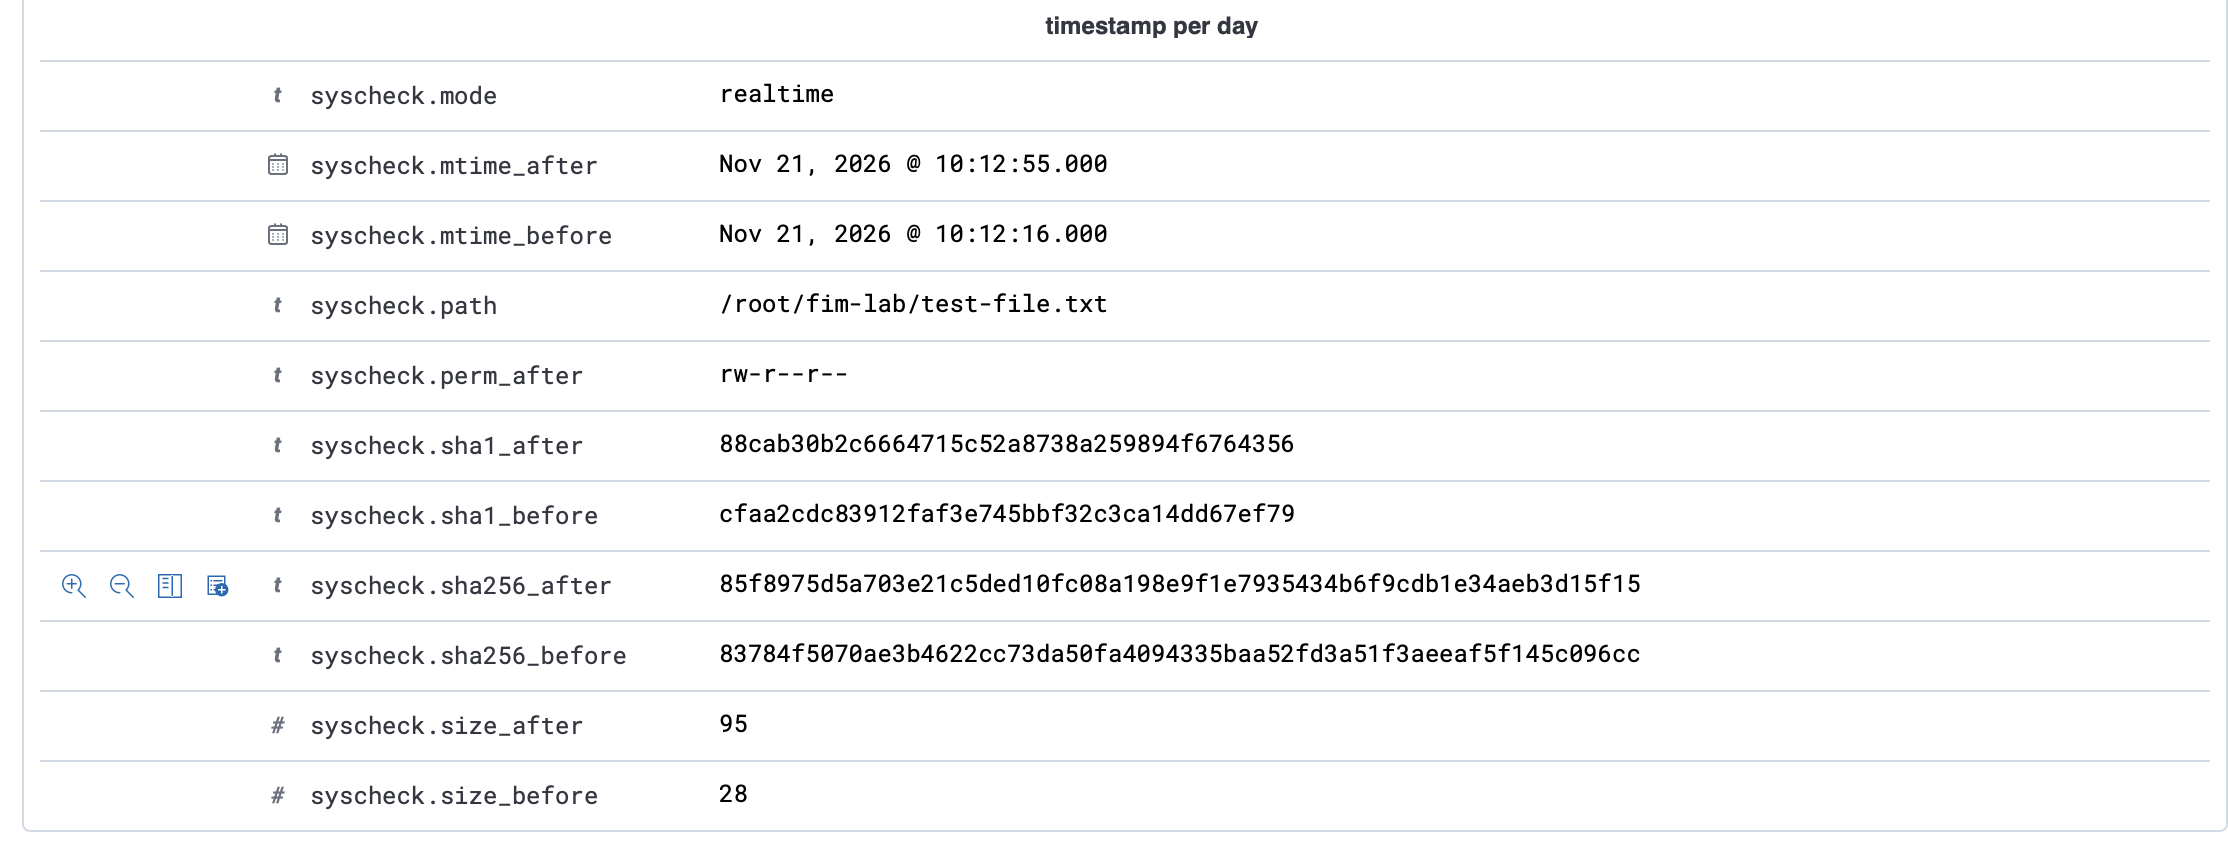 timestamp per day
t syscheck.mode realtime
syscheck.mtime_after Nov 21, 2026 @ 10:12:55.000
syscheck.mtime_before Nov 21, 2026 @ 10:12:16.000
t syscheck.path /root/fim-lab/test-file.txt
t syscheck.perm_after rw-r--r--
t syscheck.sha1_after 88cab30b2c6664715c52a8738a259894f6764356
t syscheck.sha1_before cfaa2cdc83912faf3e745bbf32c3ca14dd67ef79
t syscheck.sha256_after 85f8975d5a703e21c5ded10fc08a198e9f1e7935434b6f9cdb1e34aeb3d15f15
t syscheck.sha256_before 83784f5070ae3b4622cc73da50fa4094335baa52fd3a51f3aeeaf5f145c096cc
# syscheck.size_after 95
# syscheck.size_before 28